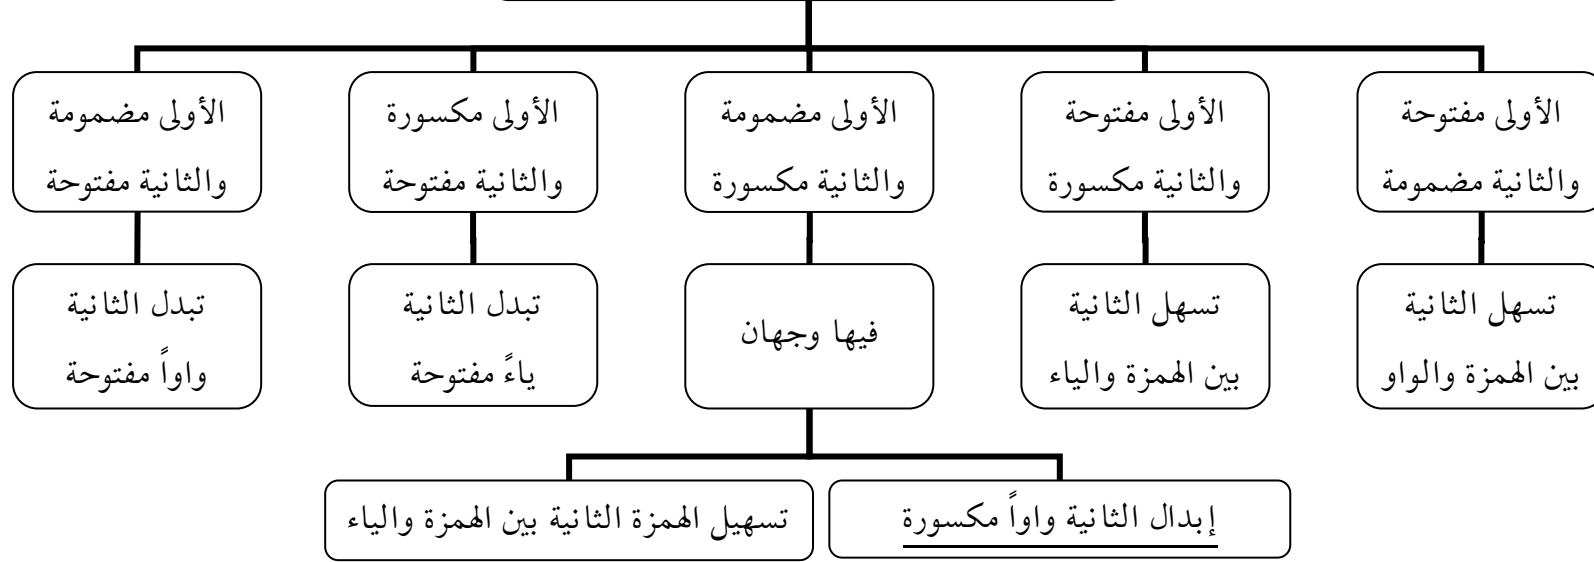 الأولى مفتوحة
والثانية مضمومة
الأولى مفتوحة
والثانية مكسورة
الأولى مضمومة
والثانية مكسورة
الأولى مكسورة
والثانية مفتوحة
الأولى مضمومة
والثانية مفتوحة
تسهل الثانية
بين الهمزة والواو
تسهل الثانية
بين الهمزة والياء
فيها وجهان
تبدل الثانية
ياءً مفتوحة
تبدل الثانية
واواً مفتوحة
إبدال الثانية واواً مكسورة
تسهيل الهمزة الثانية بين الهمزة والياء